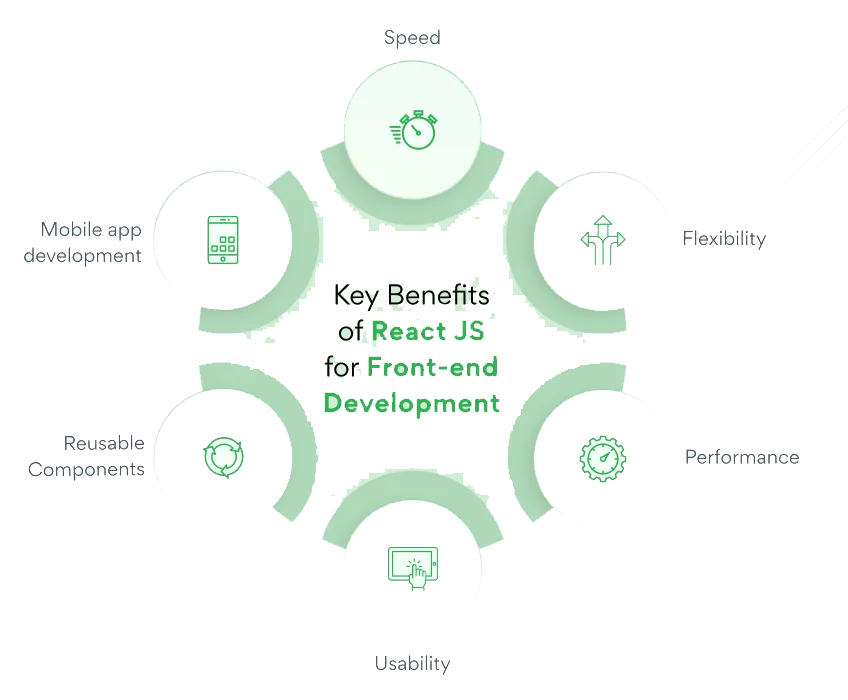 Speed
Mobile app
development
Flexibility
Key Benefits
of React JS
for Front-end
Development
Reusable
Components
Performance
Usability